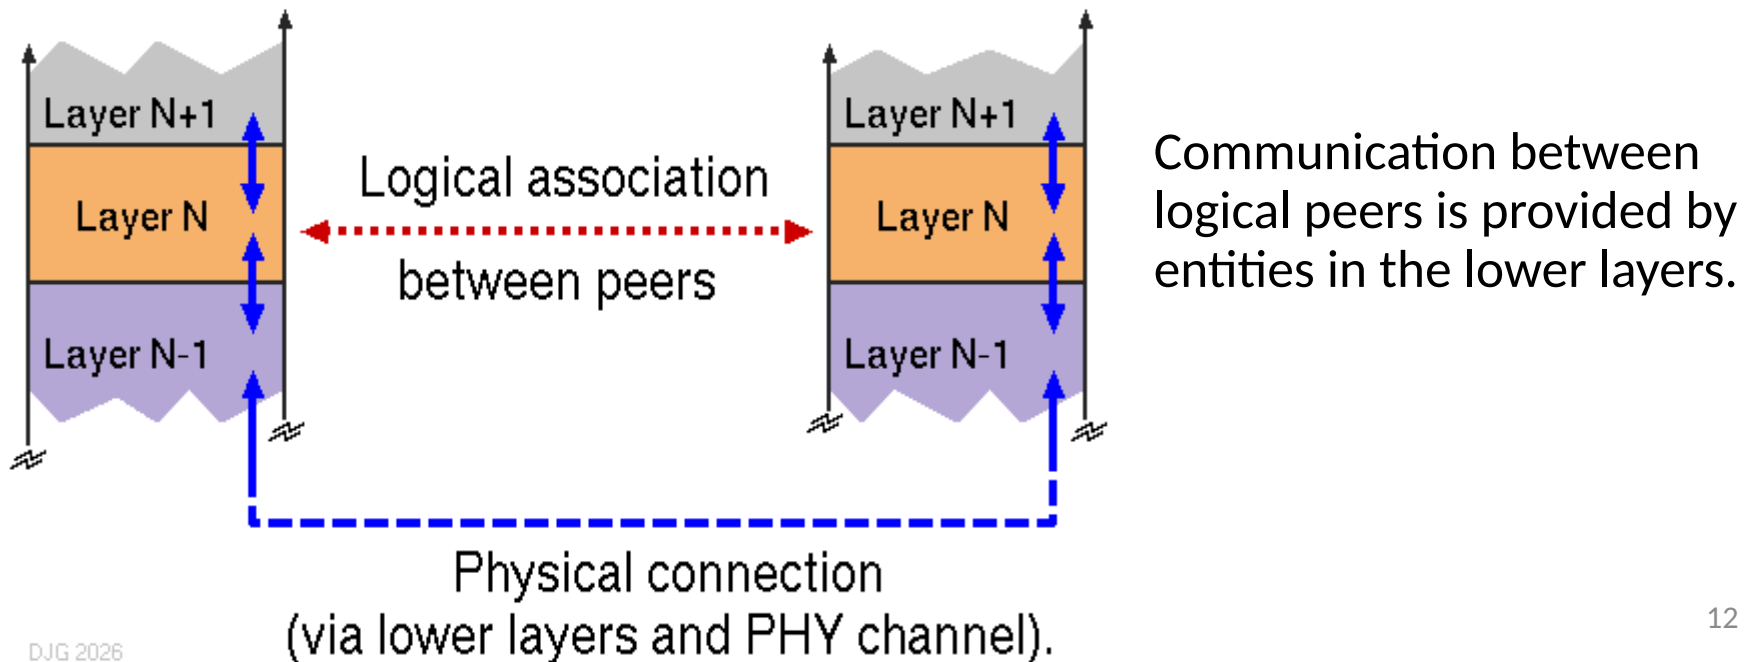 Layer N+1
Layer N
Layer N-1
Logical association
between peers
Layer N+1
Layer N
Layer N-1
Physical connection
(via lower layers and PHY channel).
Communication between
logical peers is provided by
entities in the lower layers.
DJG 2026
12